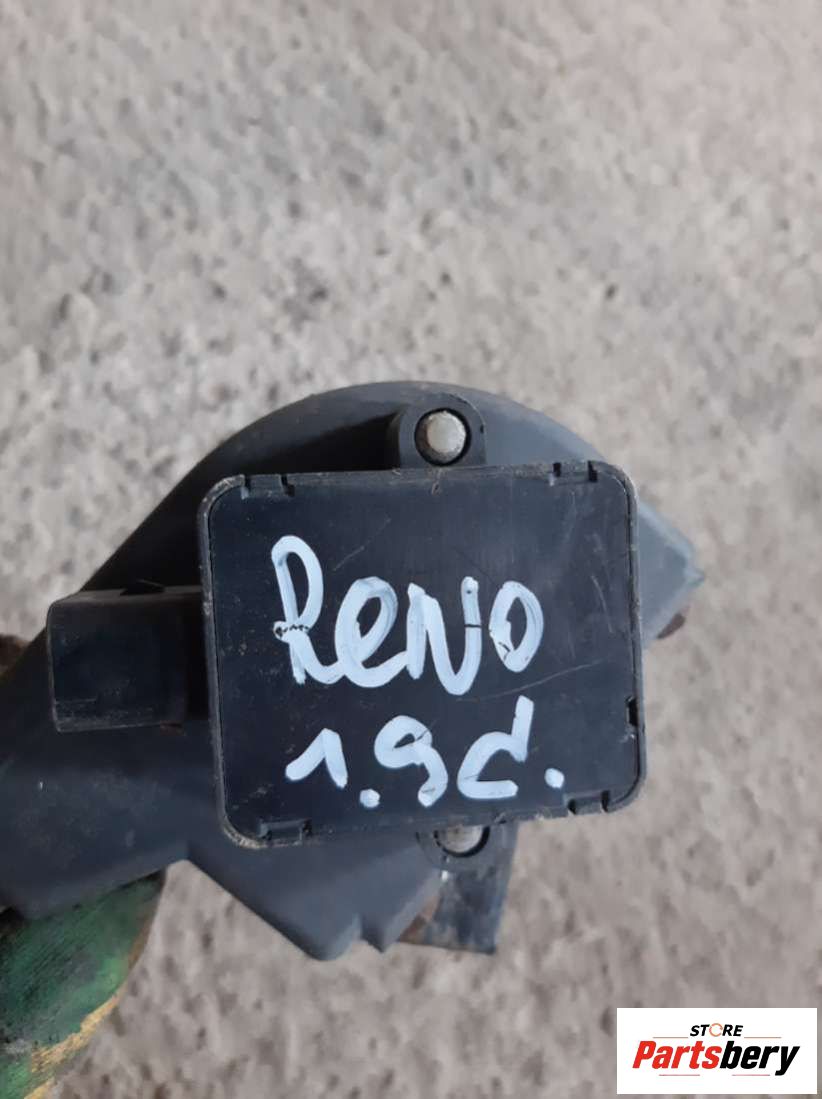 ReNO
1.9d.
STORE
Partsbery